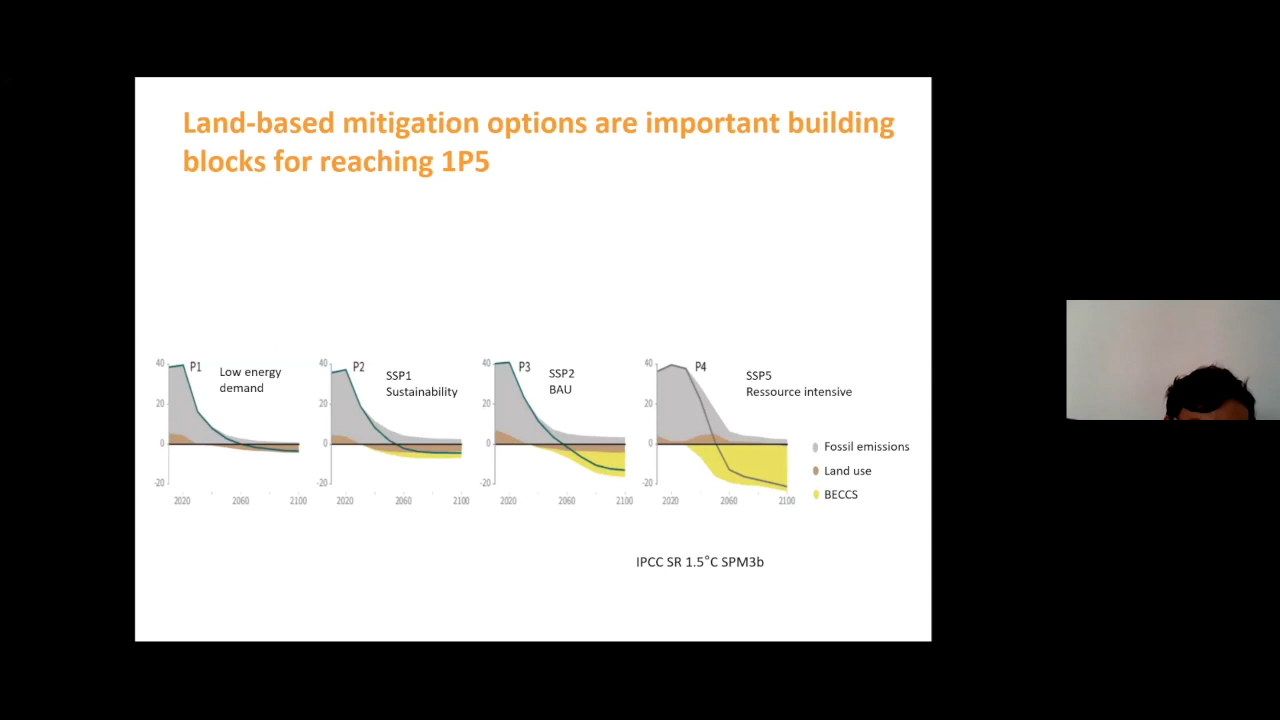 Land-based mitigation options are important building
blocks for reaching 1P5
40
20
0
-20
P1
Low energy
demand
2020
2060
2100
40
20
0
-20
P2
SSP1
Sustainability
2020
2060
2100
40
20
0
-20
P3
SSP2
BAU
2020
2060
2100
40
20
0
-20
P4
SSP5
Ressource intensive
2020
2060
2100
Fossil emissions
Land use
BECCS
IPCC SR 1.5°C SPM3b